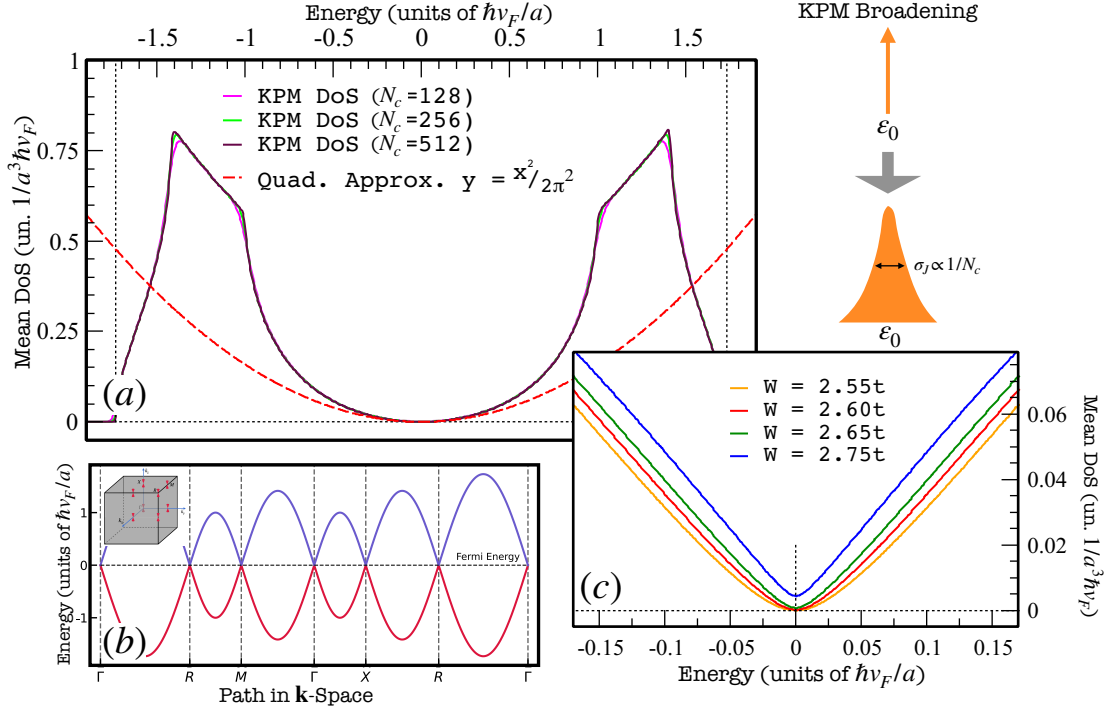 Energy (units of ℏv_F/a)
-1.5 -1 -0.5 0 0.5 1 1.5
KPM Broadening
Mean DoS (un. 1/a³ℏv_F)
1
0.75
0.5
0.25
0
KPM DoS (N_c=128)
KPM DoS (N_c=256)
KPM DoS (N_c=512)
Quad. Approx. y = x²/2π²
(a)
ε₀
σ_J∝1/N_c
ε₀
Energy (units of ℏv_F/a)
1
0
-1
Fermi Energy
(b)
Γ R M Γ X R Γ
Path in k-Space
W = 2.55t
W = 2.60t
W = 2.65t
W = 2.75t
(c)
Mean DoS (un. 1/a³ℏv_F)
0.06
0.04
0.02
0
-0.15 -0.1 -0.05 0 0.05 0.1 0.15
Energy (units of ℏv_F/a)